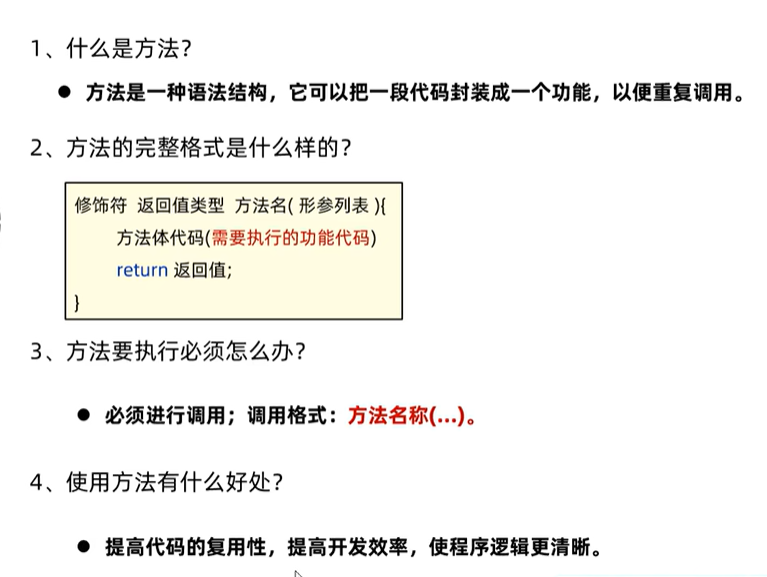 1、什么是方法？
● 方法是一种语法结构，它可以把一段代码封装成一个功能，以便重复调用。
2、方法的完整格式是什么样的？
修饰符 返回值类型 方法名( 形参列表 ){
方法体代码(需要执行的功能代码)
return 返回值;
}
3、方法要执行必须怎么办？
● 必须进行调用；调用格式：方法名称(…)。
4、使用方法有什么好处？
● 提高代码的复用性，提高开发效率，使程序逻辑更清晰。